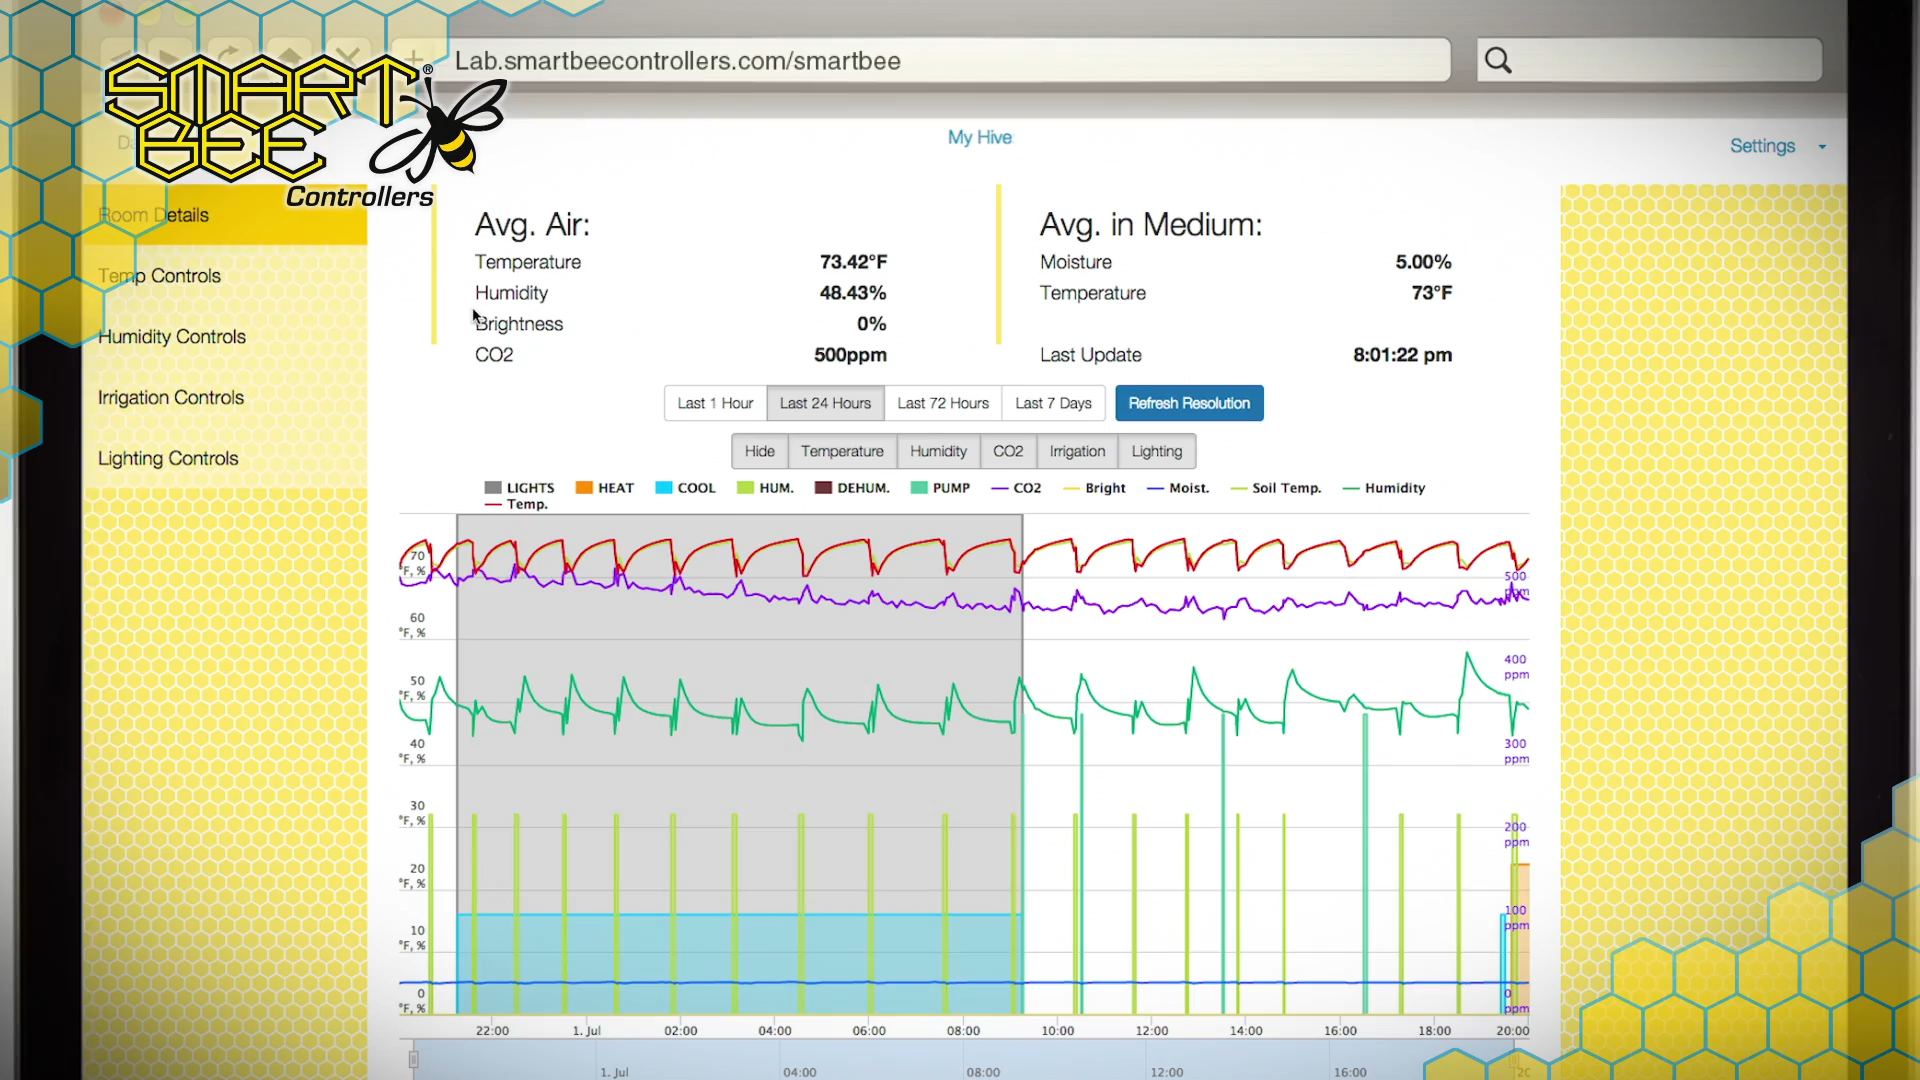 Lab.smartbeecontrollers.com/smartbee
SMART®
BEE
Controllers
My Hive
Settings
Room Details
Temp Controls
Humidity Controls
Irrigation Controls
Lighting Controls
Avg. Air:
Temperature 73.42°F
Humidity 48.43%
Brightness 0%
CO2 500ppm
Avg. in Medium:
Moisture 5.00%
Temperature 73°F
Last Update 8:01:22 pm
Last 1 Hour Last 24 Hours Last 72 Hours Last 7 Days Refresh Resolution
Hide Temperature Humidity CO2 Irrigation Lighting
LIGHTS HEAT COOL HUM. DEHUM. PUMP CO2 Bright Moist. Soil Temp. Humidity
Temp.
70
°F, %
500
ppm
60
°F, %
400
ppm
50
°F, %
300
ppm
40
°F, %
30
°F, %
200
ppm
20
°F, %
100
ppm
10
°F, %
0
ppm
0
°F, %
22:00 1. Jul 02:00 04:00 06:00 08:00 10:00 12:00 14:00 16:00 18:00 20:00
1. Jul 04:00 08:00 12:00 16:00